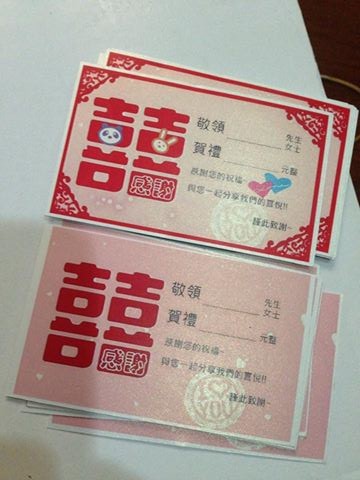 囍
感謝
敬領 先生
女士
賀禮 元整
感謝您的祝福~
與您一起分享我們的喜悅!!
謹此致謝~
I YOU
囍
感謝
敬領 先生
女士
賀禮 元整
感謝您的祝福~
與您一起分享我們的喜悅!!
謹此致謝~
I YOU